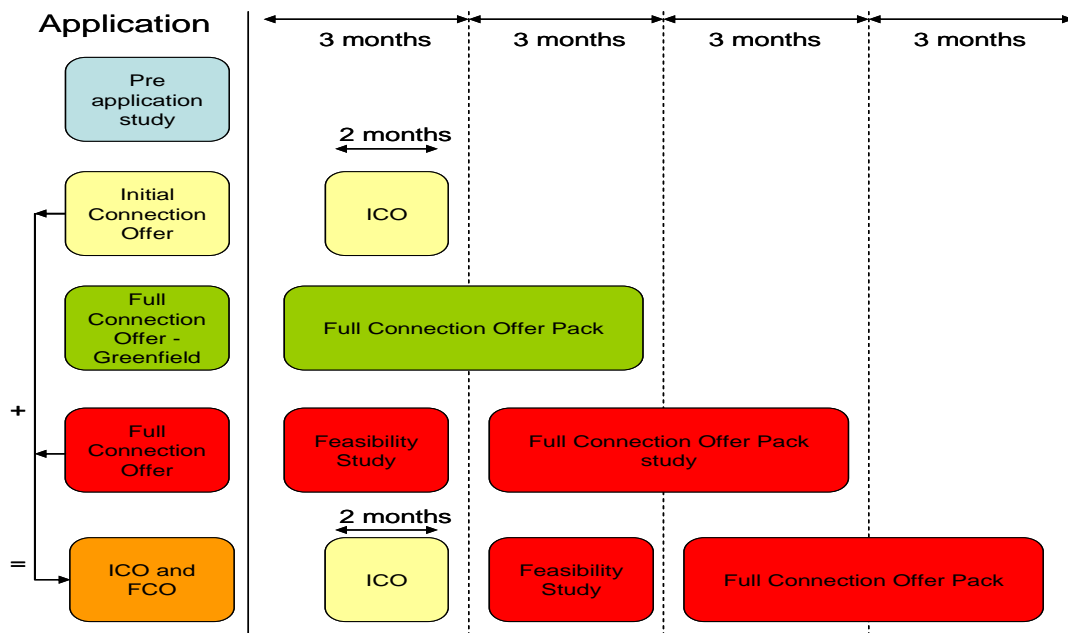 Application
3 months
3 months
3 months
3 months
Pre
application
study
2 months
Initial
Connection
Offer
ICO
Full
Connection
Offer -
Greenfield
Full Connection Offer Pack
+
Full
Connection
Offer
Feasibility
Study
Full Connection Offer Pack
study
2 months
=
ICO and
FCO
ICO
Feasibility
Study
Full Connection Offer Pack